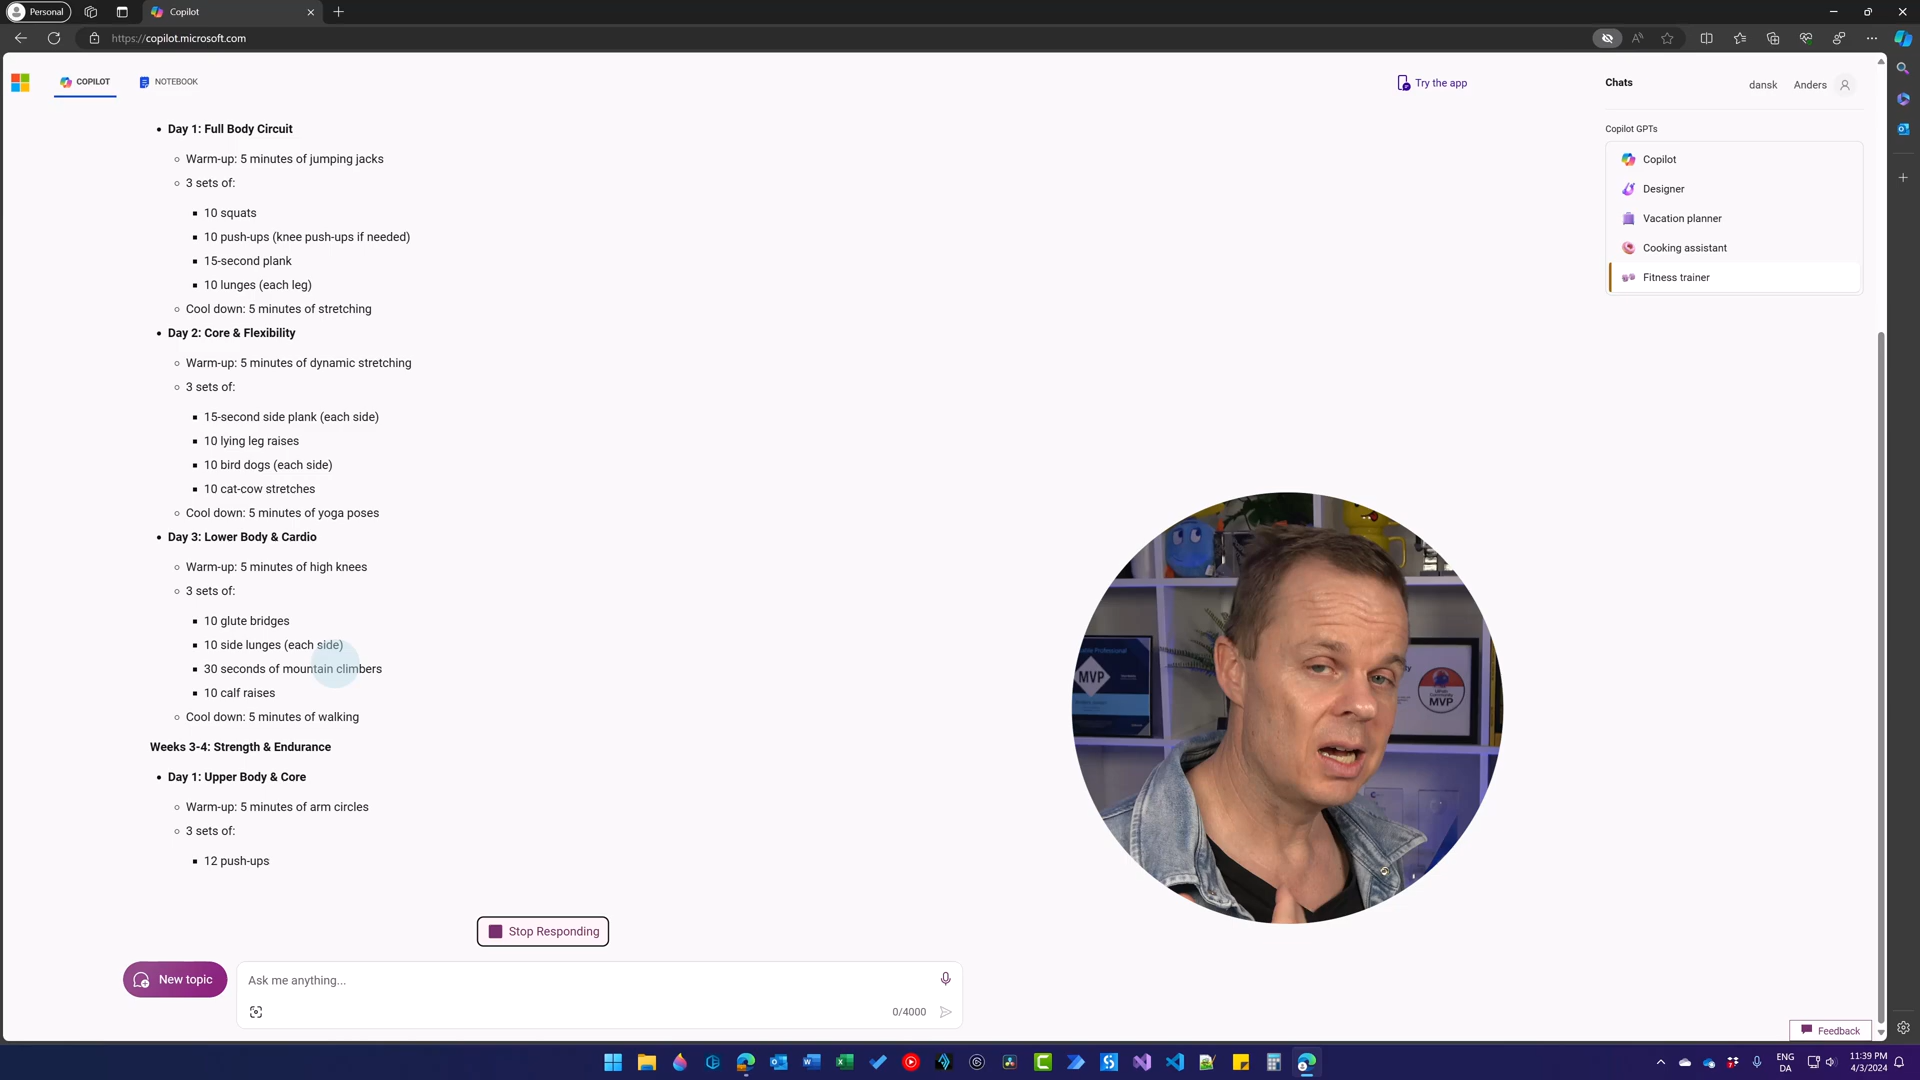 Personal
Copilot
https://copilot.microsoft.com
COPILOT
NOTEBOOK
Try the app
Chats
dansk
Anders
Copilot GPTs
Copilot
Designer
Vacation planner
Cooking assistant
Fitness trainer
Day 1: Full Body Circuit
Warm-up: 5 minutes of jumping jacks
3 sets of:
10 squats
10 push-ups (knee push-ups if needed)
15-second plank
10 lunges (each leg)
Cool down: 5 minutes of stretching
Day 2: Core & Flexibility
Warm-up: 5 minutes of dynamic stretching
3 sets of:
15-second side plank (each side)
10 lying leg raises
10 bird dogs (each side)
10 cat-cow stretches
Cool down: 5 minutes of yoga poses
Day 3: Lower Body & Cardio
Warm-up: 5 minutes of high knees
3 sets of:
10 glute bridges
10 side lunges (each side)
30 seconds of mountain climbers
10 calf raises
Cool down: 5 minutes of walking
Weeks 3-4: Strength & Endurance
Day 1: Upper Body & Core
Warm-up: 5 minutes of arm circles
3 sets of:
12 push-ups
MVP
MVP
Stop Responding
New topic
Ask me anything...
0/4000
Feedback
ENG
DA
11:39 PM
4/3/2024